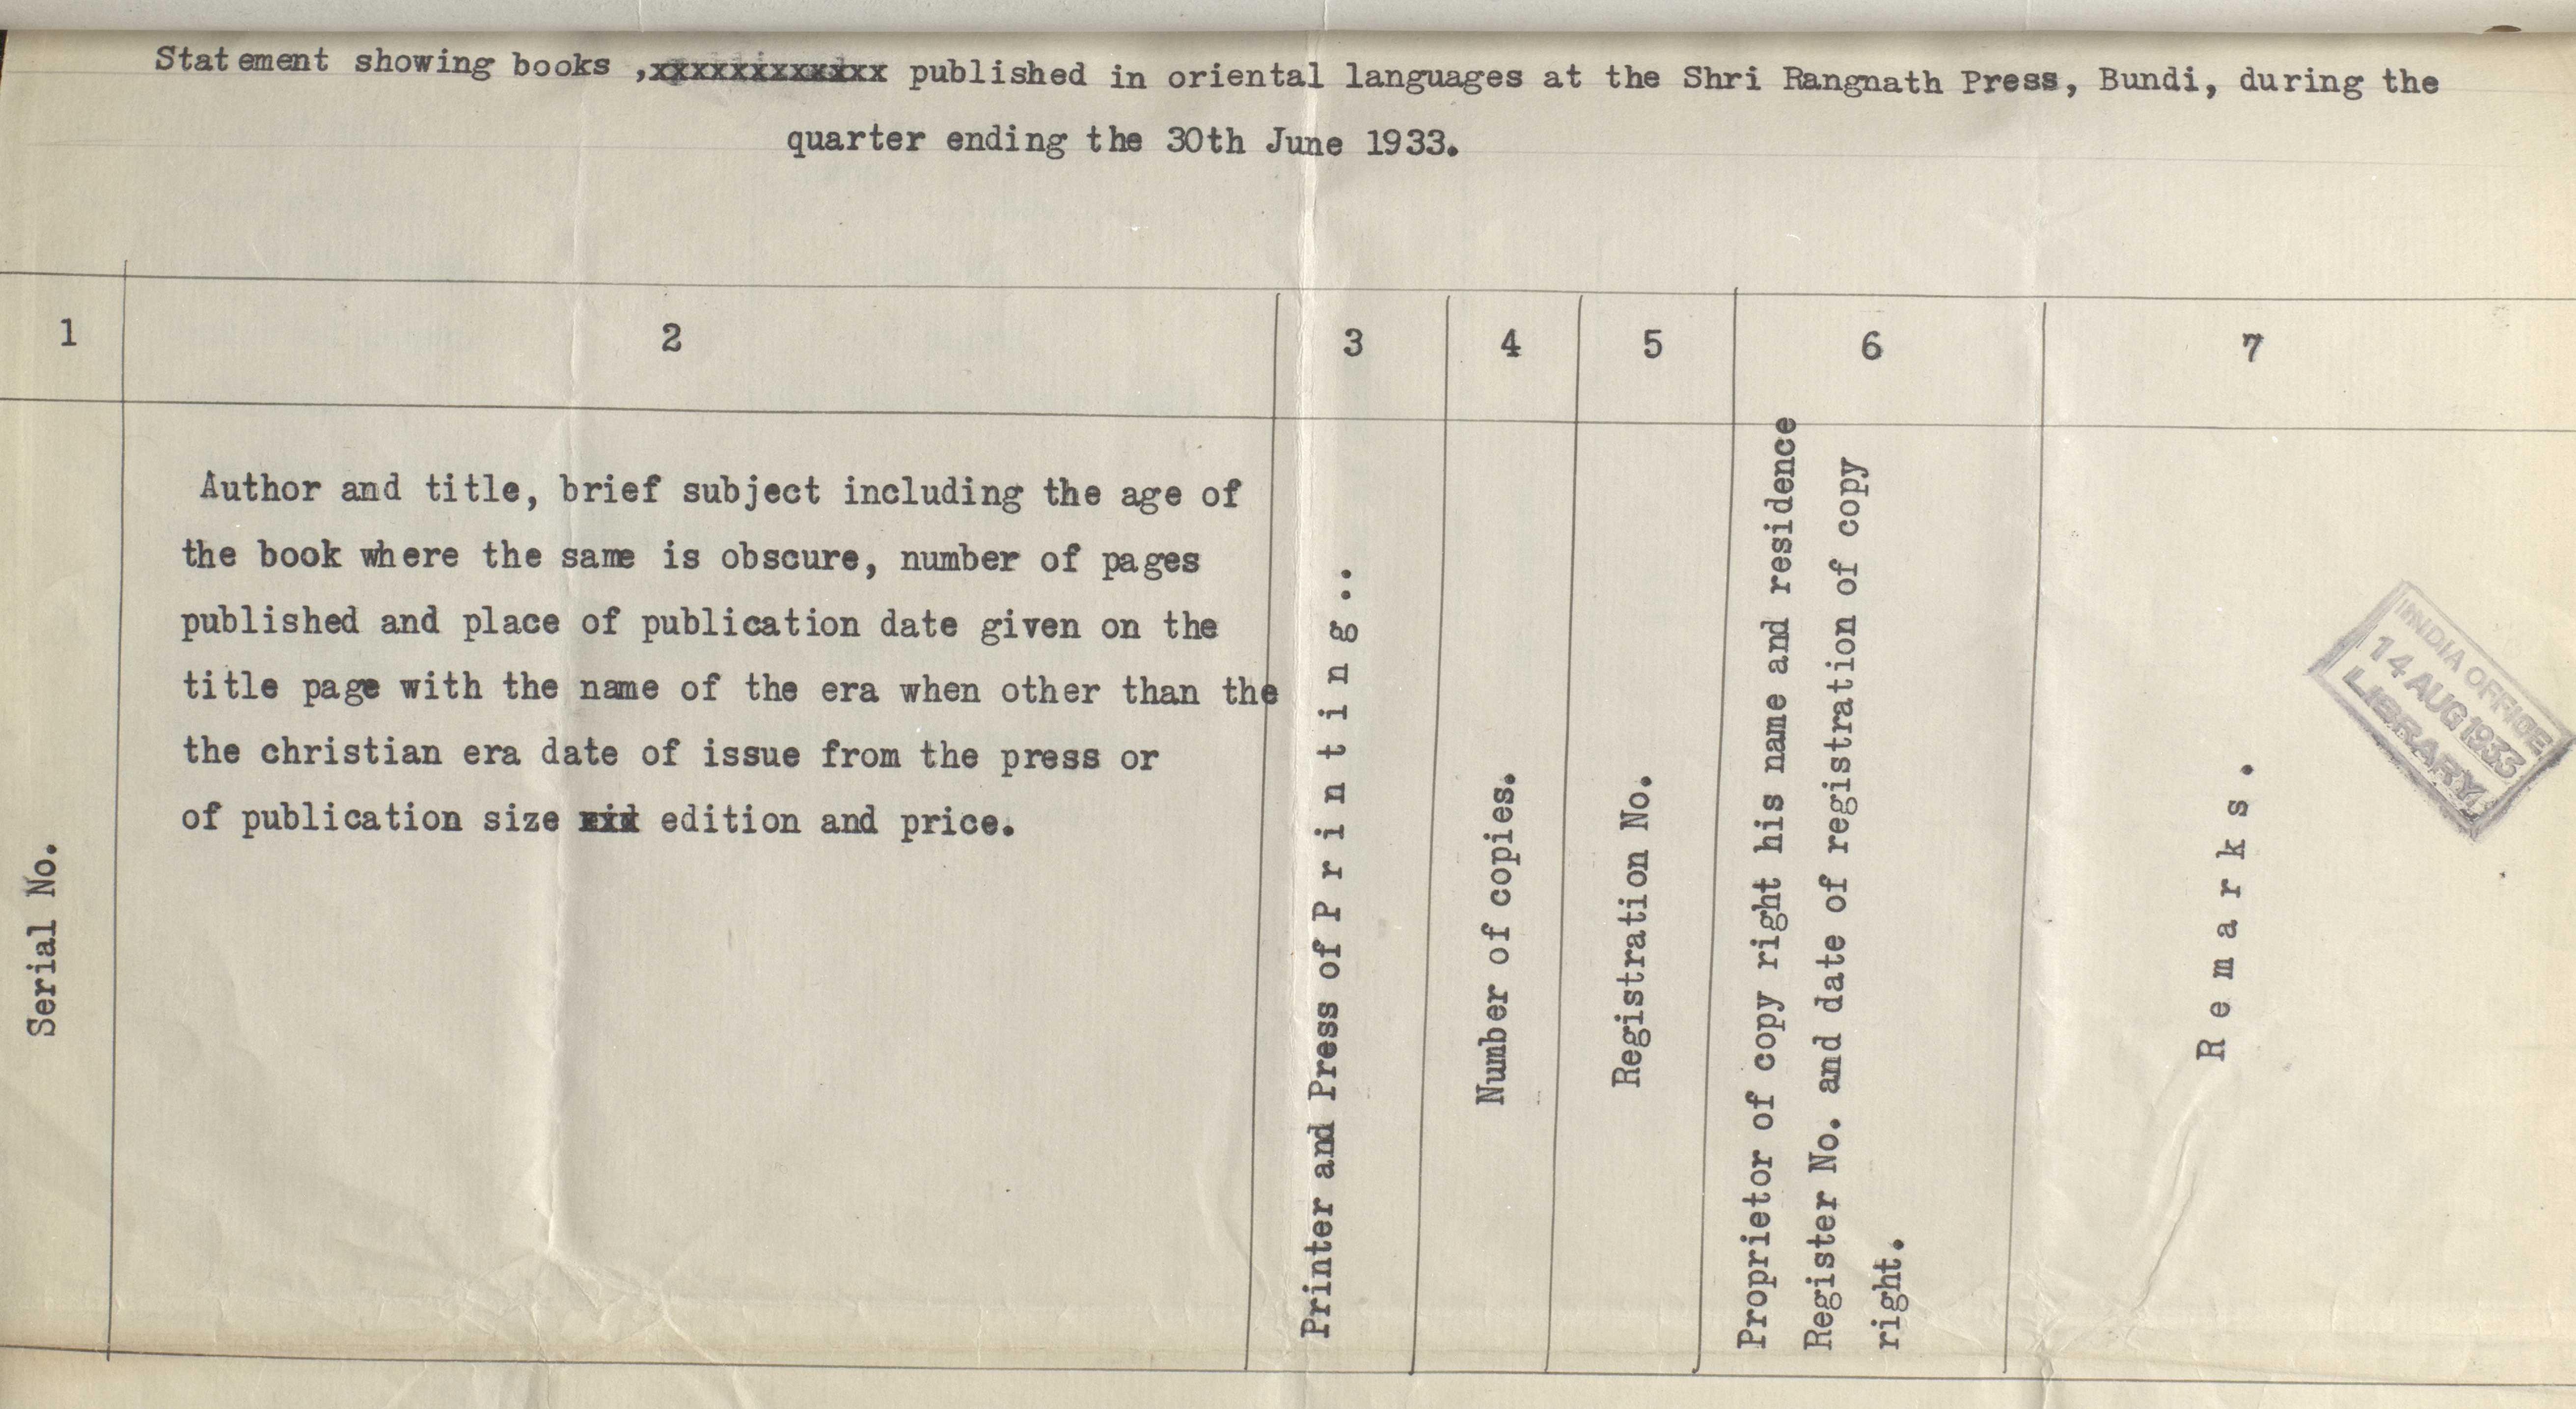 Statement showing books , published in oriental languages at the Shri Rangnath Press, Bundi, during the
quarter ending the 30th June 1933.
1
2
3
4
5
6
7
Serial No.
Author and title, brief subject including the age of
the book where the same is obscure, number of pages
published and place of publication date given on the
title page with the name of the era when other than the
the christian era date of issue from the press or
of publication size edition and price.
Printer and Press of P r i n t i n g ..
Number of copies.
Registration No.
Proprietor of copy right his name and residence
Register No. and date of registration of copy
right.
R e m a r k s .
INDIA OFFICE
14 AUG 1933
LIBRARY.